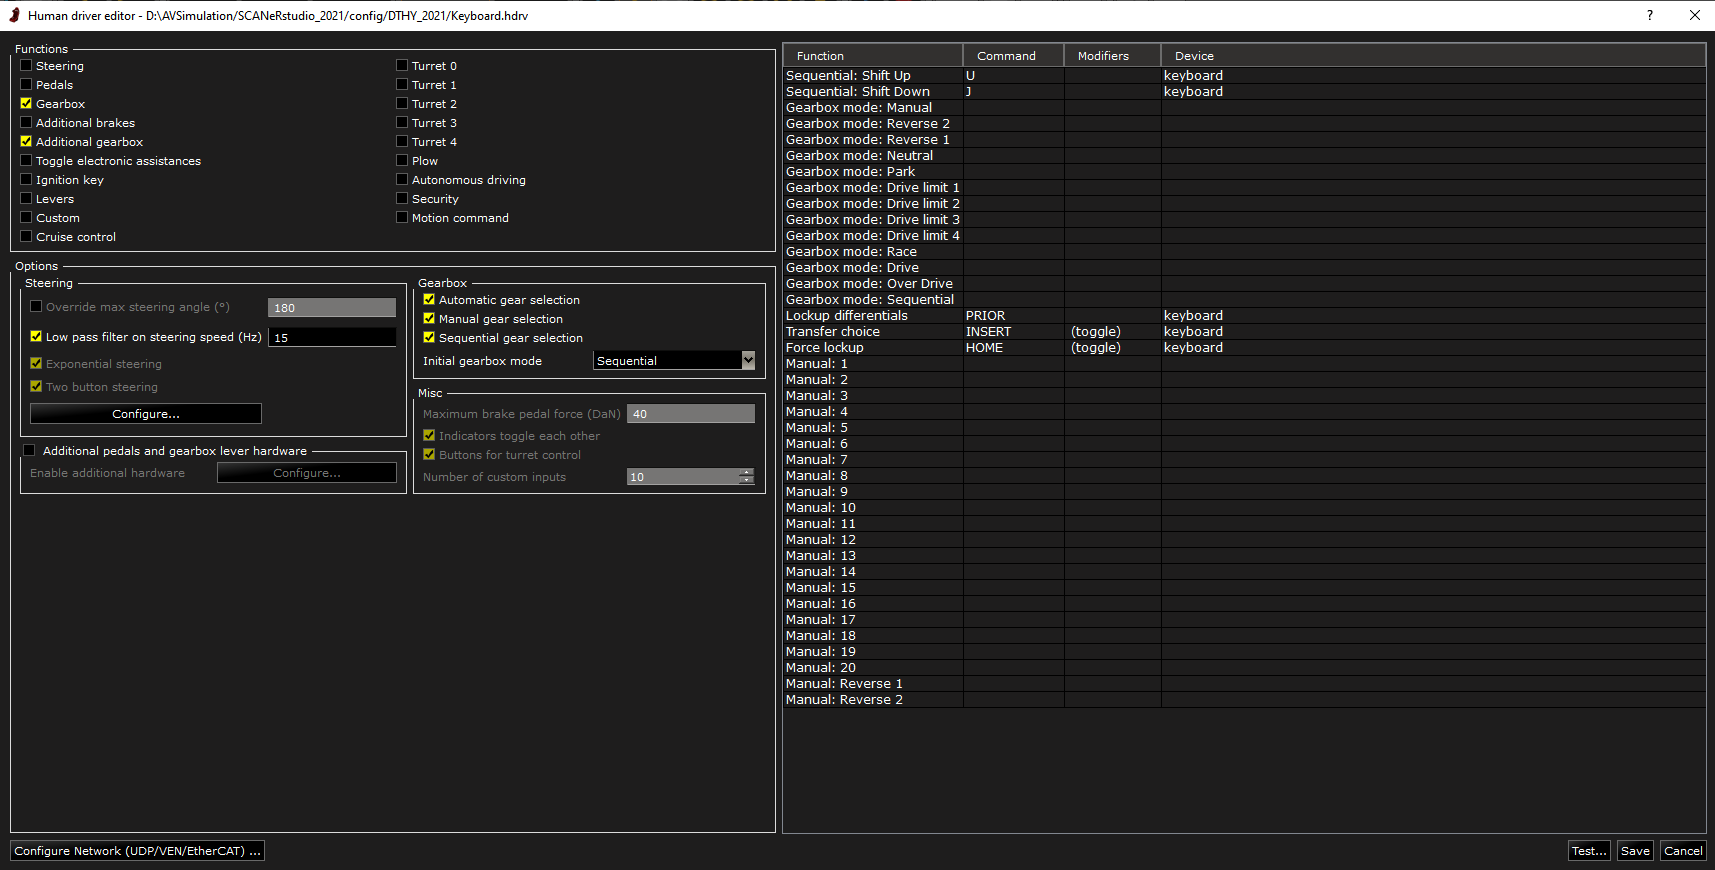 Human driver editor - D:\AVSimulation/SCANeRstudio_2021/config/DTHY_2021/Keyboard.hdrv
?
Functions
Steering
Pedals
Gearbox
Additional brakes
Additional gearbox
Toggle electronic assistances
Ignition key
Levers
Custom
Cruise control
Turret 0
Turret 1
Turret 2
Turret 3
Turret 4
Plow
Autonomous driving
Security
Motion command
Options
Steering
Override max steering angle (°) 180
Low pass filter on steering speed (Hz) 15
Exponential steering
Two button steering
Configure...
Additional pedals and gearbox lever hardware
Enable additional hardware Configure...
Gearbox
Automatic gear selection
Manual gear selection
Sequential gear selection
Initial gearbox mode Sequential
Misc
Maximum brake pedal force (DaN) 40
Indicators toggle each other
Buttons for turret control
Number of custom inputs 10
Function Command Modifiers Device
Sequential: Shift Up U keyboard
Sequential: Shift Down J keyboard
Gearbox mode: Manual
Gearbox mode: Reverse 2
Gearbox mode: Reverse 1
Gearbox mode: Neutral
Gearbox mode: Park
Gearbox mode: Drive limit 1
Gearbox mode: Drive limit 2
Gearbox mode: Drive limit 3
Gearbox mode: Drive limit 4
Gearbox mode: Race
Gearbox mode: Drive
Gearbox mode: Over Drive
Gearbox mode: Sequential
Lockup differentials PRIOR keyboard
Transfer choice INSERT (toggle) keyboard
Force lockup HOME (toggle) keyboard
Manual: 1
Manual: 2
Manual: 3
Manual: 4
Manual: 5
Manual: 6
Manual: 7
Manual: 8
Manual: 9
Manual: 10
Manual: 11
Manual: 12
Manual: 13
Manual: 14
Manual: 15
Manual: 16
Manual: 17
Manual: 18
Manual: 19
Manual: 20
Manual: Reverse 1
Manual: Reverse 2
Configure Network (UDP/VEN/EtherCAT) ...
Test... Save Cancel